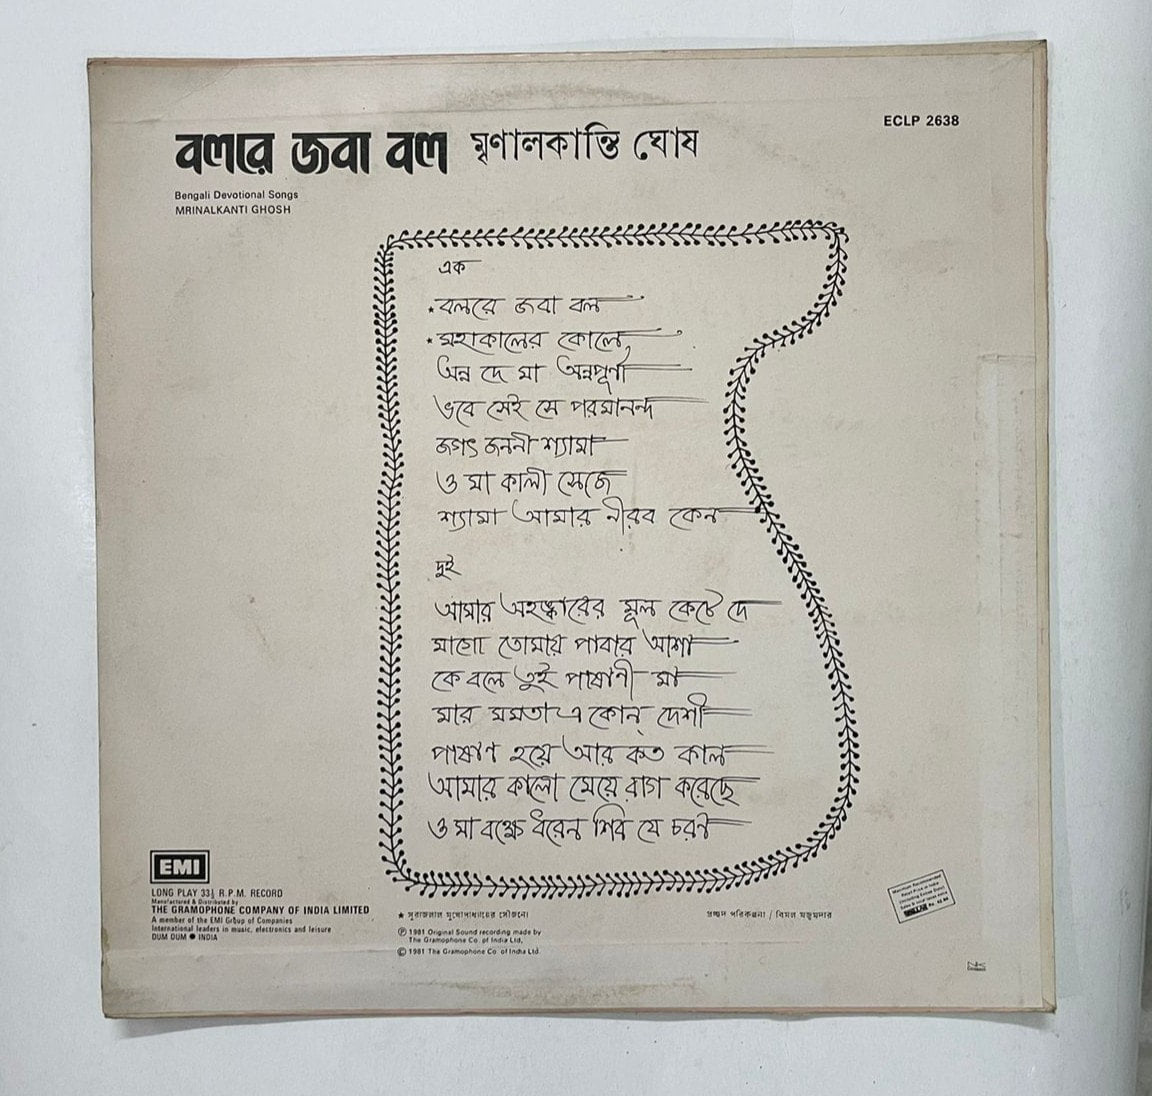 বলরে জবা বল মৃণালকান্তি ঘোষ
ECLP 2638
Bengali Devotional Songs
MRINALKANTI GHOSH
এক
★ বলরে জবা বল
★ মহাকালের কোলে
অন্ন দে মা অন্নপূর্ণা
ভবে সেই সে পরমানন্দ
জগৎ জননী শ্যামা
ও মা কালী সেজে
শ্যামা আমার নীরব কেন
দুই
আমার অহঙ্কারের মূল কেটে দে
মাগো তোমায় পাবার আশা
কে বলে তুই পাষাণী মা
মার মমতা এ কোন্ দেশী
পাষাণ হয়ে আর কত কাল
আমার কালো মেয়ে রাগ করেছে
ও মা বক্ষে ধরেন শিব যে চরণ
EMI
LONG PLAY 33⅓ R.P.M. RECORD
Manufactured & Distributed by
THE GRAMOPHONE COMPANY OF INDIA LIMITED
A member of the EMI Group of Companies
International leaders in music, electronics and leisure
DUM DUM ● INDIA
★ সুরাজলাল মুখোপাধ্যায়ের সৌজন্যে
Ⓟ 1981 Original Sound recording made by
The Gramophone Co. of India Ltd.
© 1981 The Gramophone Co. of India Ltd.
প্রচ্ছদ পরিকল্পনা / বিমল মজুমদার